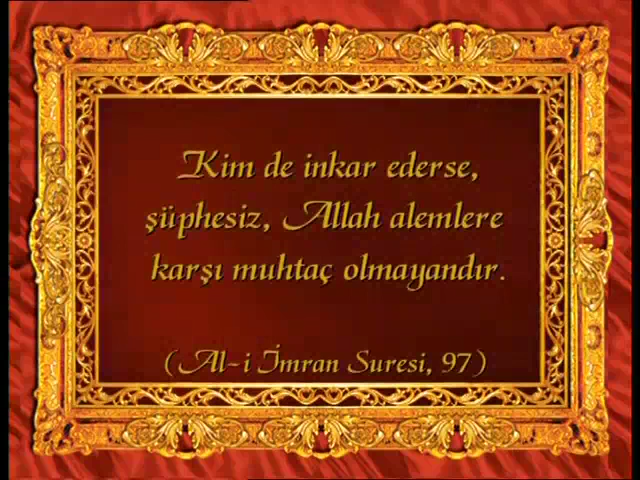 Kim de inkar ederse,
şüphesiz, Allah alemlere
karşı muhtaç olmayandır.
(Al-i İmran Suresi, 97)